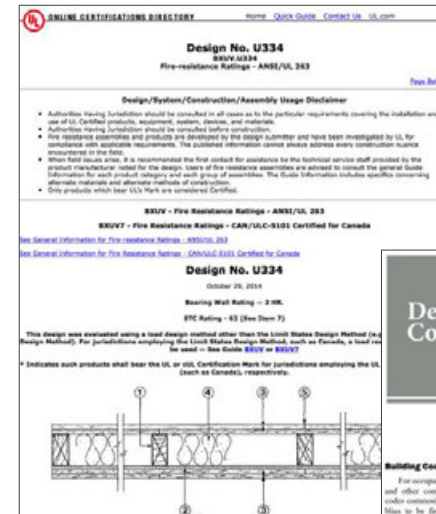 UL ONLINE CERTIFICATIONS DIRECTORY
Home Quick Guide Contact Us UL.com
Design No. U334
BXUV.U334
Fire-resistance Ratings - ANSI/UL 263
Page Bo
Design/System/Construction/Assembly Usage Disclaimer
• Authorities Having Jurisdiction should be consulted in all cases as to the particular requirements covering the installation an
use of UL Certified products, equipment, system, devices, and materials.
• Authorities Having Jurisdiction should be consulted before construction.
• Fire resistance assemblies and products are developed by the design submitter and have been investigated by UL for
compliance with applicable requirements. The published information cannot always address every construction nuance
encountered in the field.
• When field issues arise, it is recommended the first contact for assistance be the technical service staff provided by the
product manufacturer noted for the design. Users of fire resistance assemblies are advised to consult the general Guide
Information for each product category and each group of assemblies. The Guide Information includes specifics concerning
alternate materials and alternate methods of construction.
• Only products which bear UL's Mark are considered Certified.
BXUV - Fire Resistance Ratings - ANSI/UL 263
BXUV7 - Fire Resistance Ratings - CAN/ULC-S101 Certified for Canada
See General Information for Fire-resistance Ratings - ANSI/UL 263
See General Information for Fire Resistance Ratings - CAN/ULC-S101 Certified for Canada
Design No. U334
October 29, 2014
Bearing Wall Rating — 2 HR.
STC Rating - 63 (See Item 7)
This design was evaluated using a load design method other than the Limit States Design Method (e.g
Design Method). For jurisdictions employing the Limit States Design Method, such as Canada, a load res
be used — See Guide BXUV or BXUV7
* Indicates such products shall bear the UL or cUL Certification Mark for jurisdictions employing the UL
(such as Canada), respectively.
1 4 3 5
2 3
De
Co
Building Co
For occupa
and other con
codes common
blies to be fi